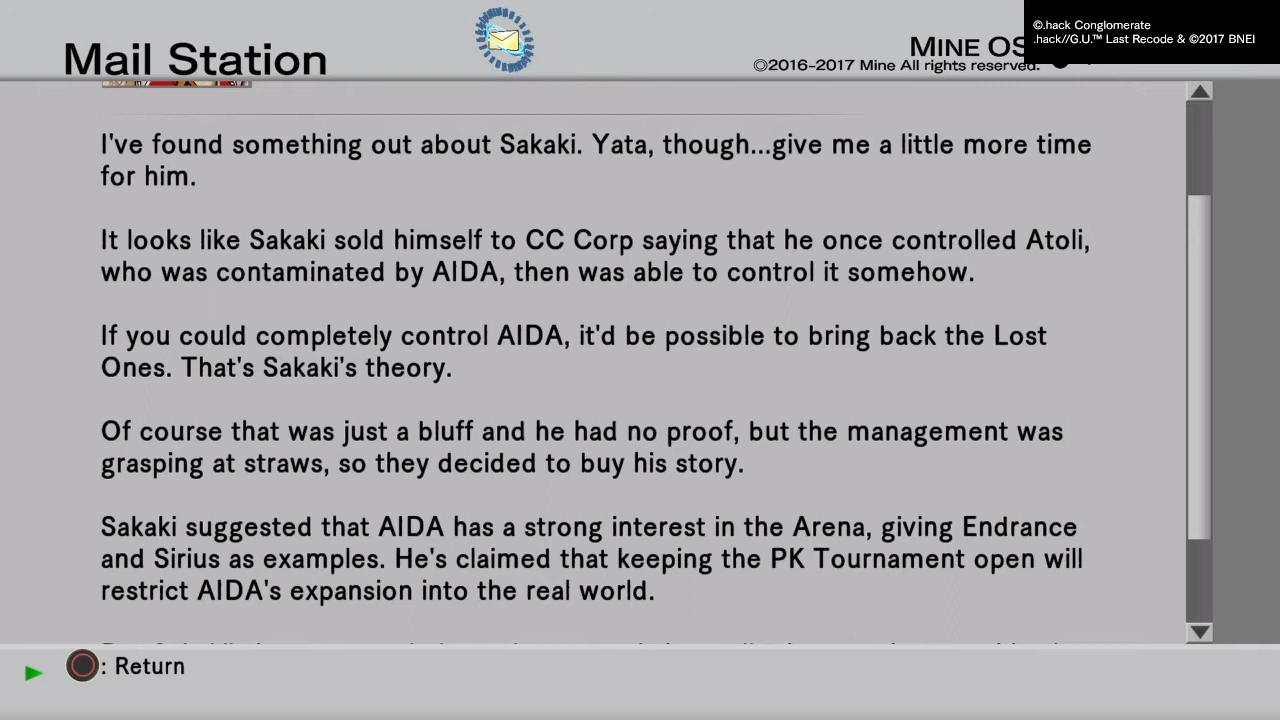 ©.hack Conglomerate
.hack//G.U.™ Last Recode & ©2017 BNEI
Mail Station
MINE OS
©2016-2017 Mine All rights reserved.
I've found something out about Sakaki. Yata, though...give me a little more time
for him.
It looks like Sakaki sold himself to CC Corp saying that he once controlled Atoli,
who was contaminated by AIDA, then was able to control it somehow.
If you could completely control AIDA, it'd be possible to bring back the Lost
Ones. That's Sakaki's theory.
Of course that was just a bluff and he had no proof, but the management was
grasping at straws, so they decided to buy his story.
Sakaki suggested that AIDA has a strong interest in the Arena, giving Endrance
and Sirius as examples. He's claimed that keeping the PK Tournament open will
restrict AIDA's expansion into the real world.
: Return